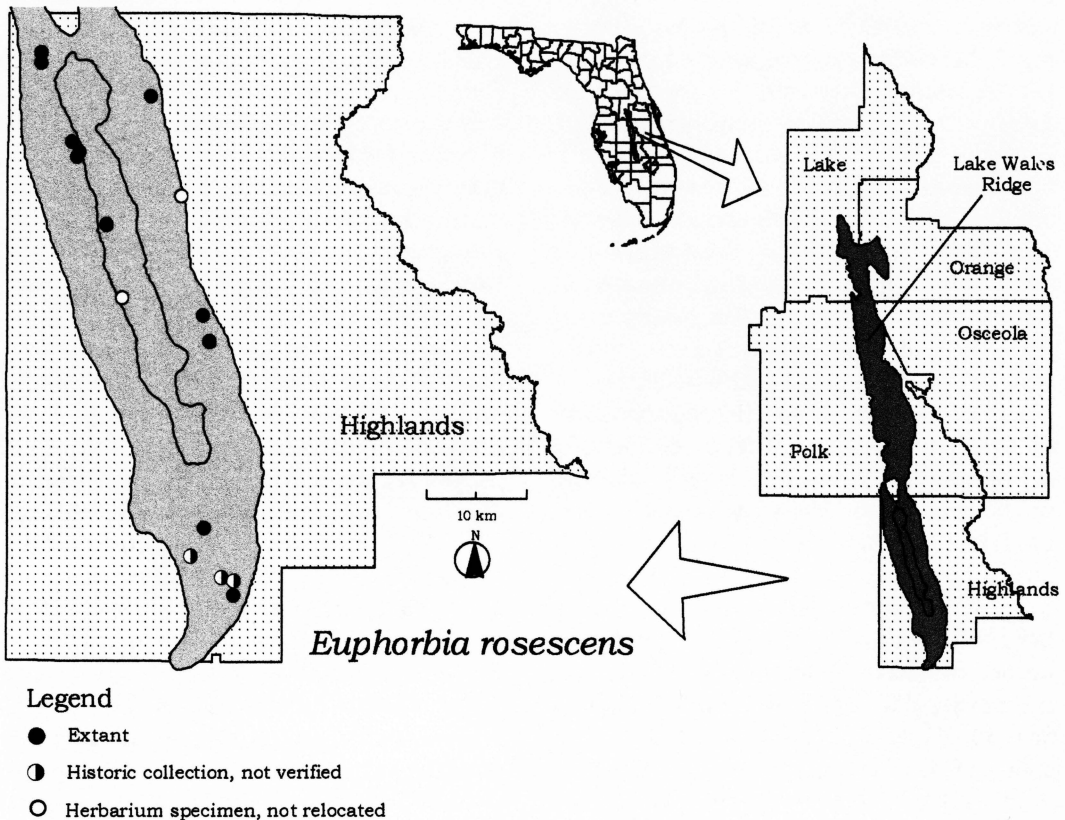 Lake
Lake Wales
Ridge
Orange
Osceola
Highlands
Polk
10 km
N
Highlands
Euphorbia rosescens
Legend
Extant
Historic collection, not verified
Herbarium specimen, not relocated